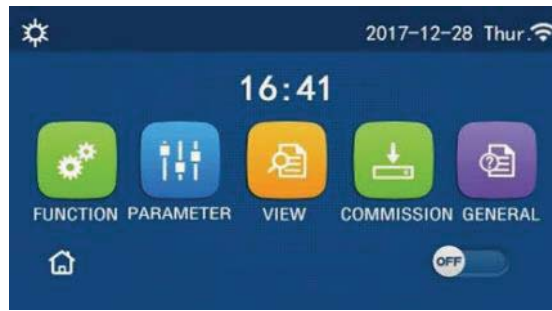 2017-12-28 Thur.
16:41
FUNCTION PARAMETER VIEW COMMISSION GENERAL
OFF